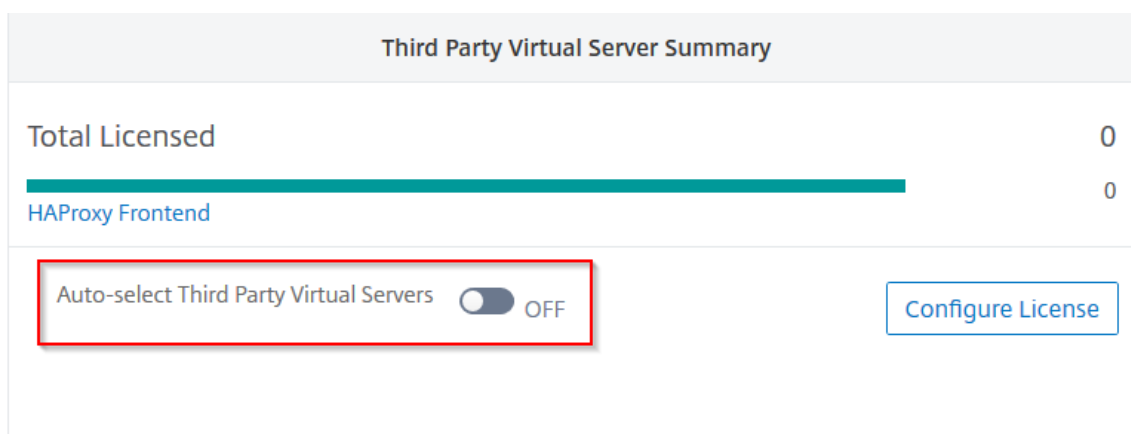 Third Party Virtual Server Summary
Total Licensed 0
0
HAProxy Frontend
Auto-select Third Party Virtual Servers OFF
Configure License